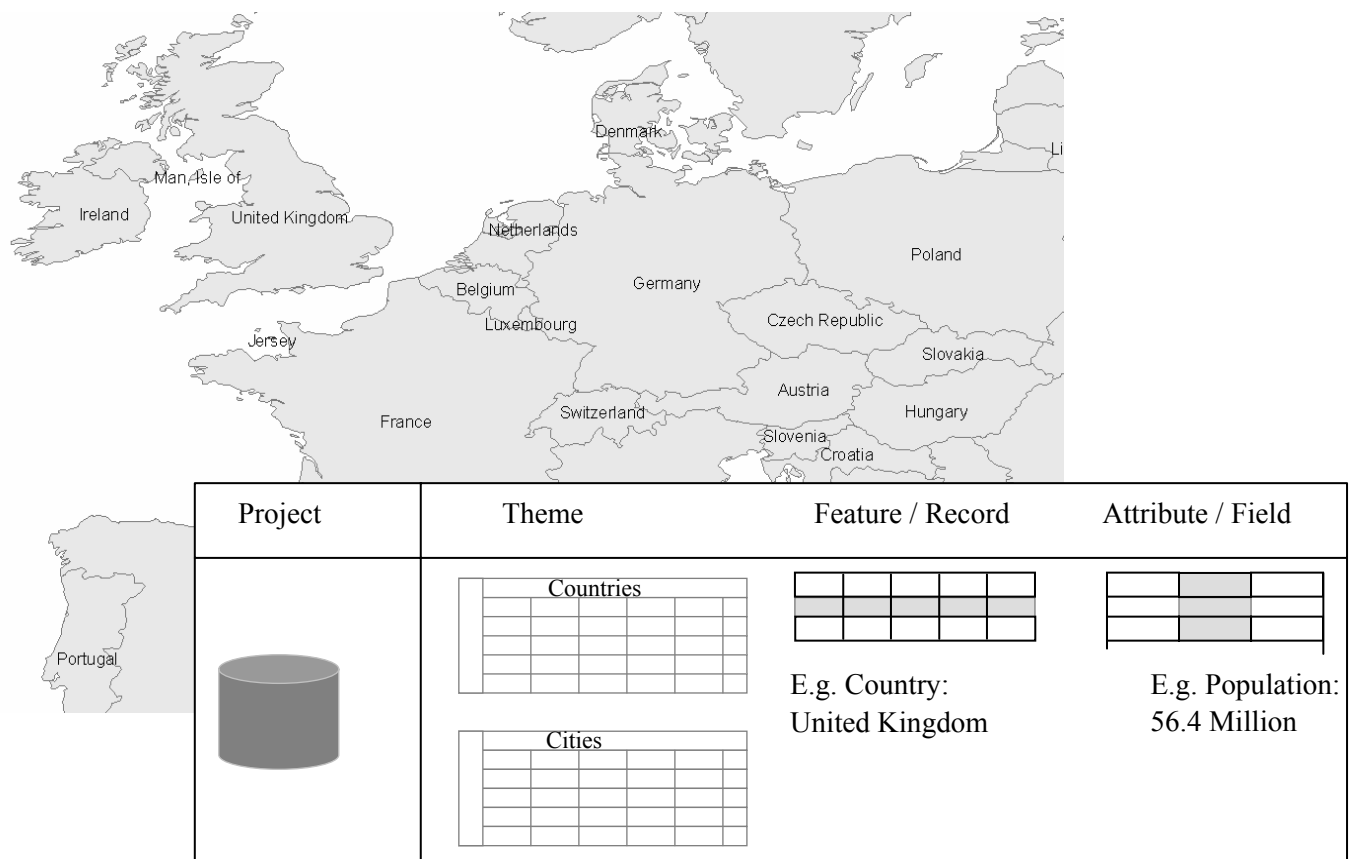 Denmark
Li
Man, Isle of
Ireland
United Kingdom
Netherlands
Poland
Germany
Belgium
Czech Republic
Luxembourg
Jersey
Slovakia
Austria
Switzerland
Hungary
France
Slovenia
Croatia
Portugal
Project
Theme
Feature / Record
Attribute / Field
Countries
Cities
E.g. Country:
United Kingdom
E.g. Population:
56.4 Million